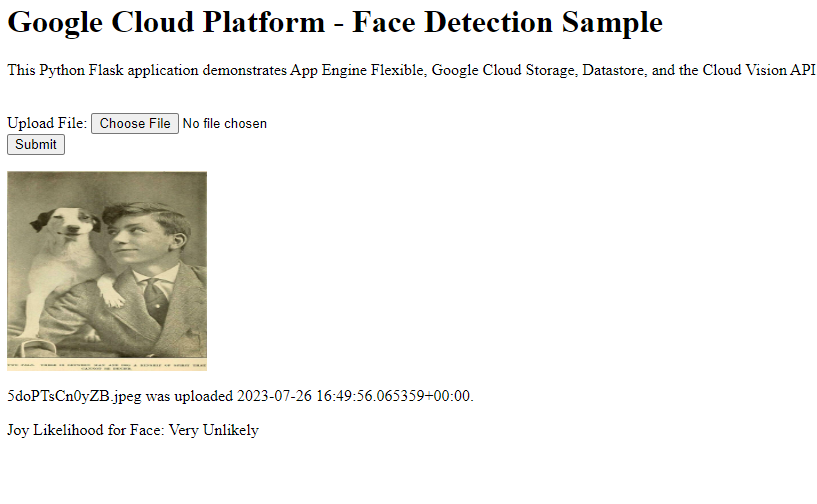 Google Cloud Platform - Face Detection Sample
This Python Flask application demonstrates App Engine Flexible, Google Cloud Storage, Datastore, and the Cloud Vision API
Upload File: Choose File No file chosen
Submit
5doPTsCn0yZB.jpeg was uploaded 2023-07-26 16:49:56.065359+00:00.
Joy Likelihood for Face: Very Unlikely